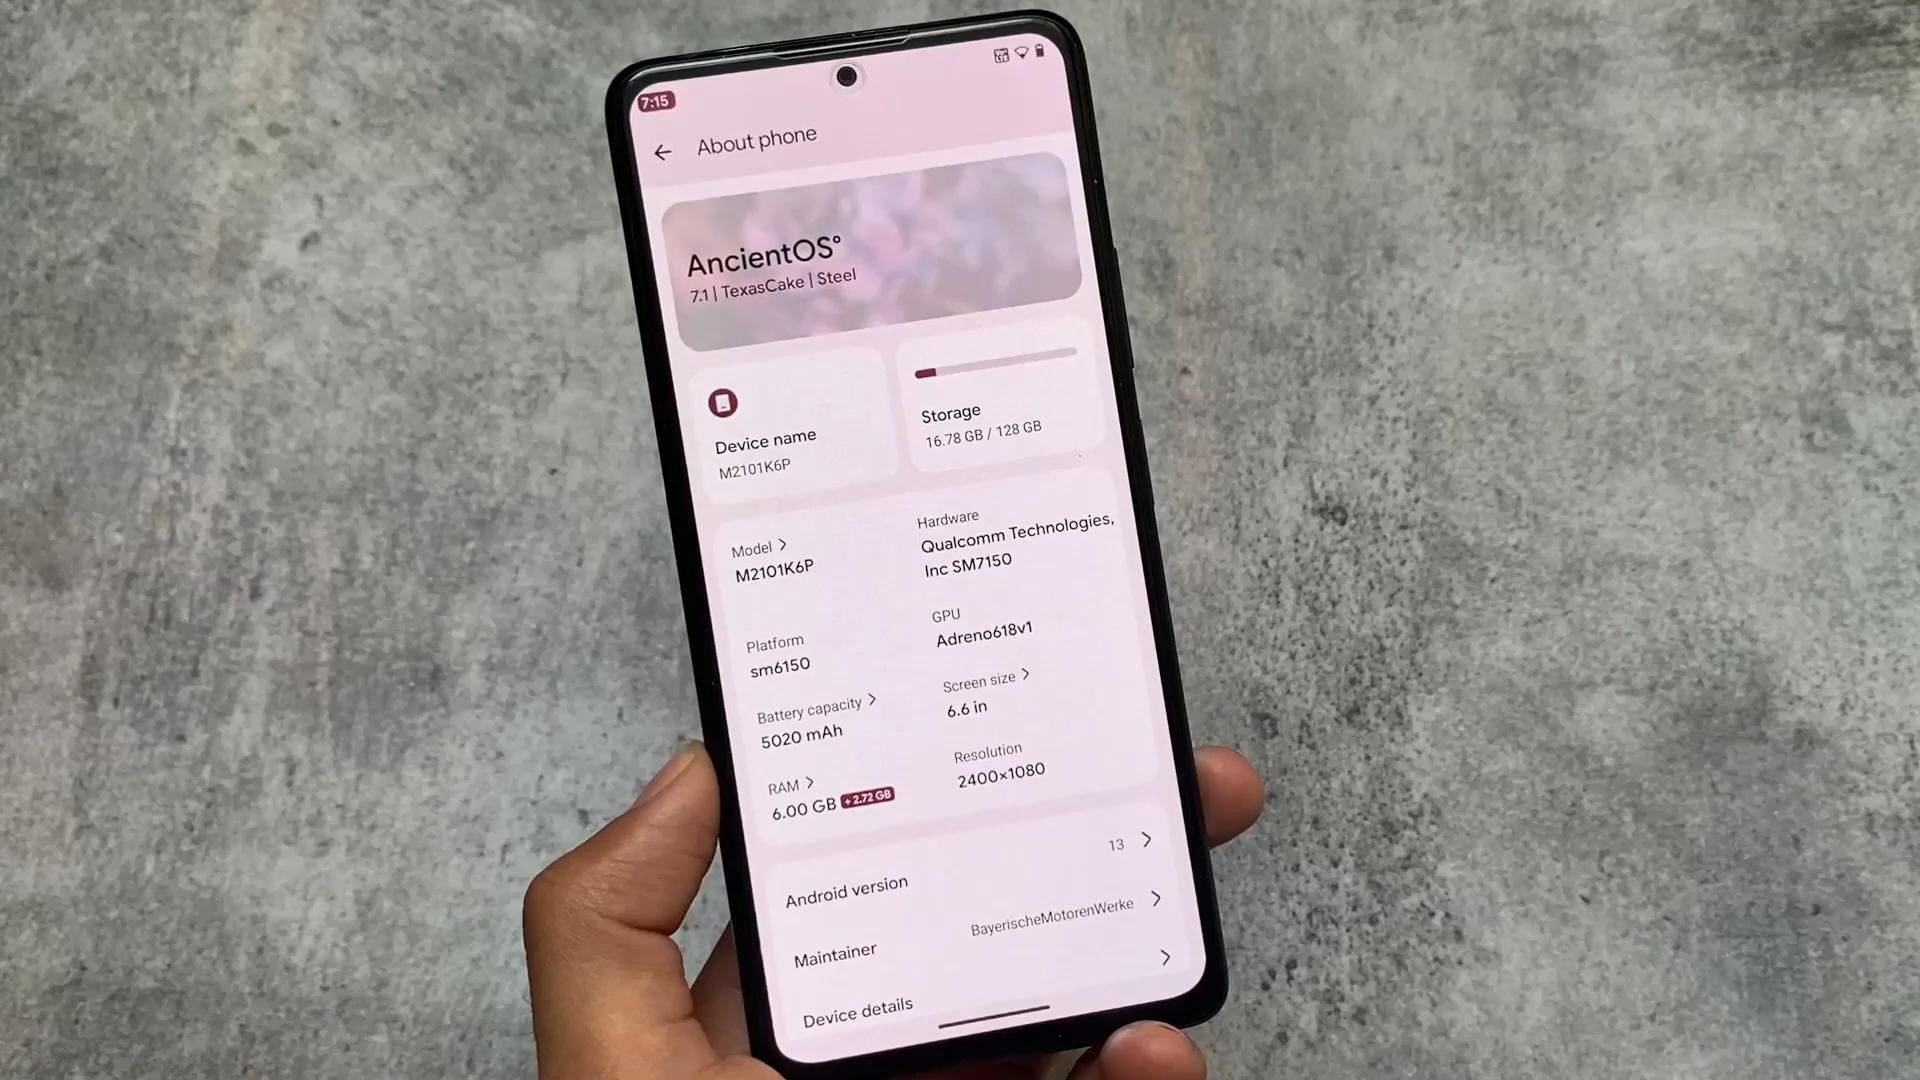 7:15
About phone
AncientOS°
7.1 | TexasCake | Steel
Device name
M2101K6P
Storage
16.78 GB / 128 GB
Model
M2101K6P
Hardware
Qualcomm Technologies,
Inc SM7150
Platform
sm6150
GPU
Adreno618v1
Battery capacity
5020 mAh
Screen size
6.6 in
RAM
6.00 GB + 2.72 GB
Resolution
2400×1080
Android version 13
Maintainer BayerischeMotorenWerke
Device details